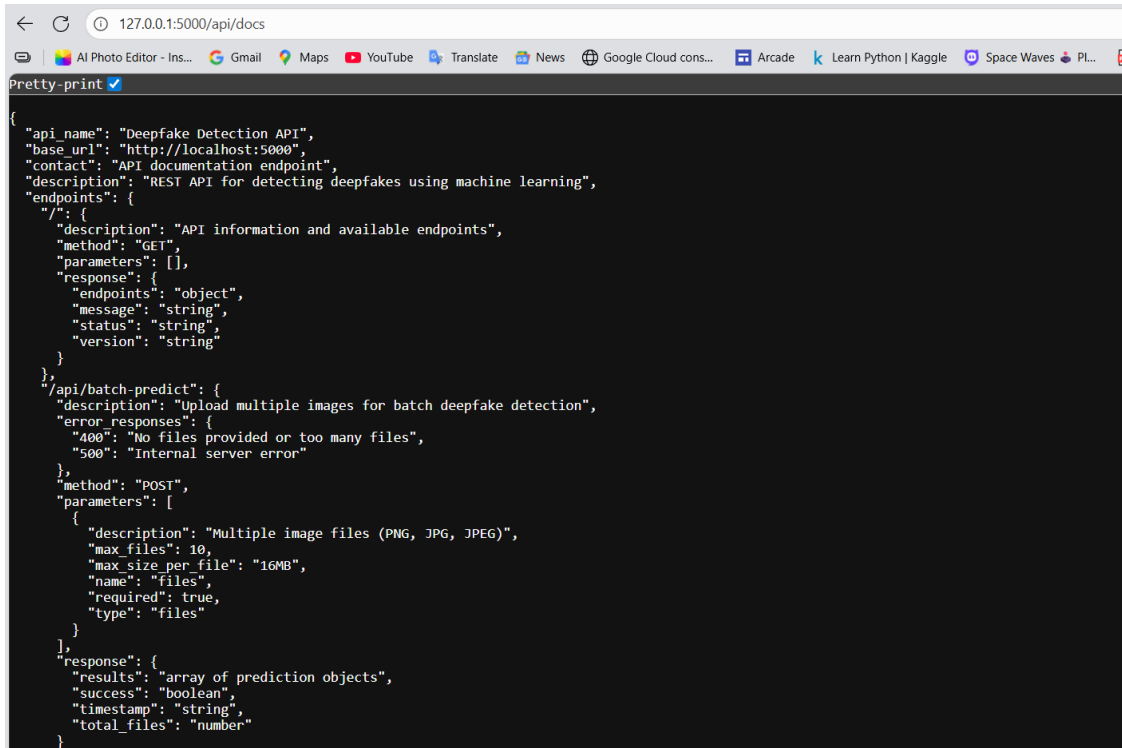 127.0.0.1:5000/api/docs
AI Photo Editor - Ins... Gmail Maps YouTube Translate News Google Cloud cons... Arcade Learn Python | Kaggle Space Waves Pl...
Pretty-print
{
  "api_name": "Deepfake Detection API",
  "base_url": "http://localhost:5000",
  "contact": "API documentation endpoint",
  "description": "REST API for detecting deepfakes using machine learning",
  "endpoints": {
    "/": {
      "description": "API information and available endpoints",
      "method": "GET",
      "parameters": [],
      "response": {
        "endpoints": "object",
        "message": "string",
        "status": "string",
        "version": "string"
      }
    },
    "/api/batch-predict": {
      "description": "Upload multiple images for batch deepfake detection",
      "error_responses": {
        "400": "No files provided or too many files",
        "500": "Internal server error"
      },
      "method": "POST",
      "parameters": [
        {
          "description": "Multiple image files (PNG, JPG, JPEG)",
          "max_files": 10,
          "max_size_per_file": "16MB",
          "name": "files",
          "required": true,
          "type": "files"
        }
      ],
      "response": {
        "results": "array of prediction objects",
        "success": "boolean",
        "timestamp": "string",
        "total_files": "number"
      }